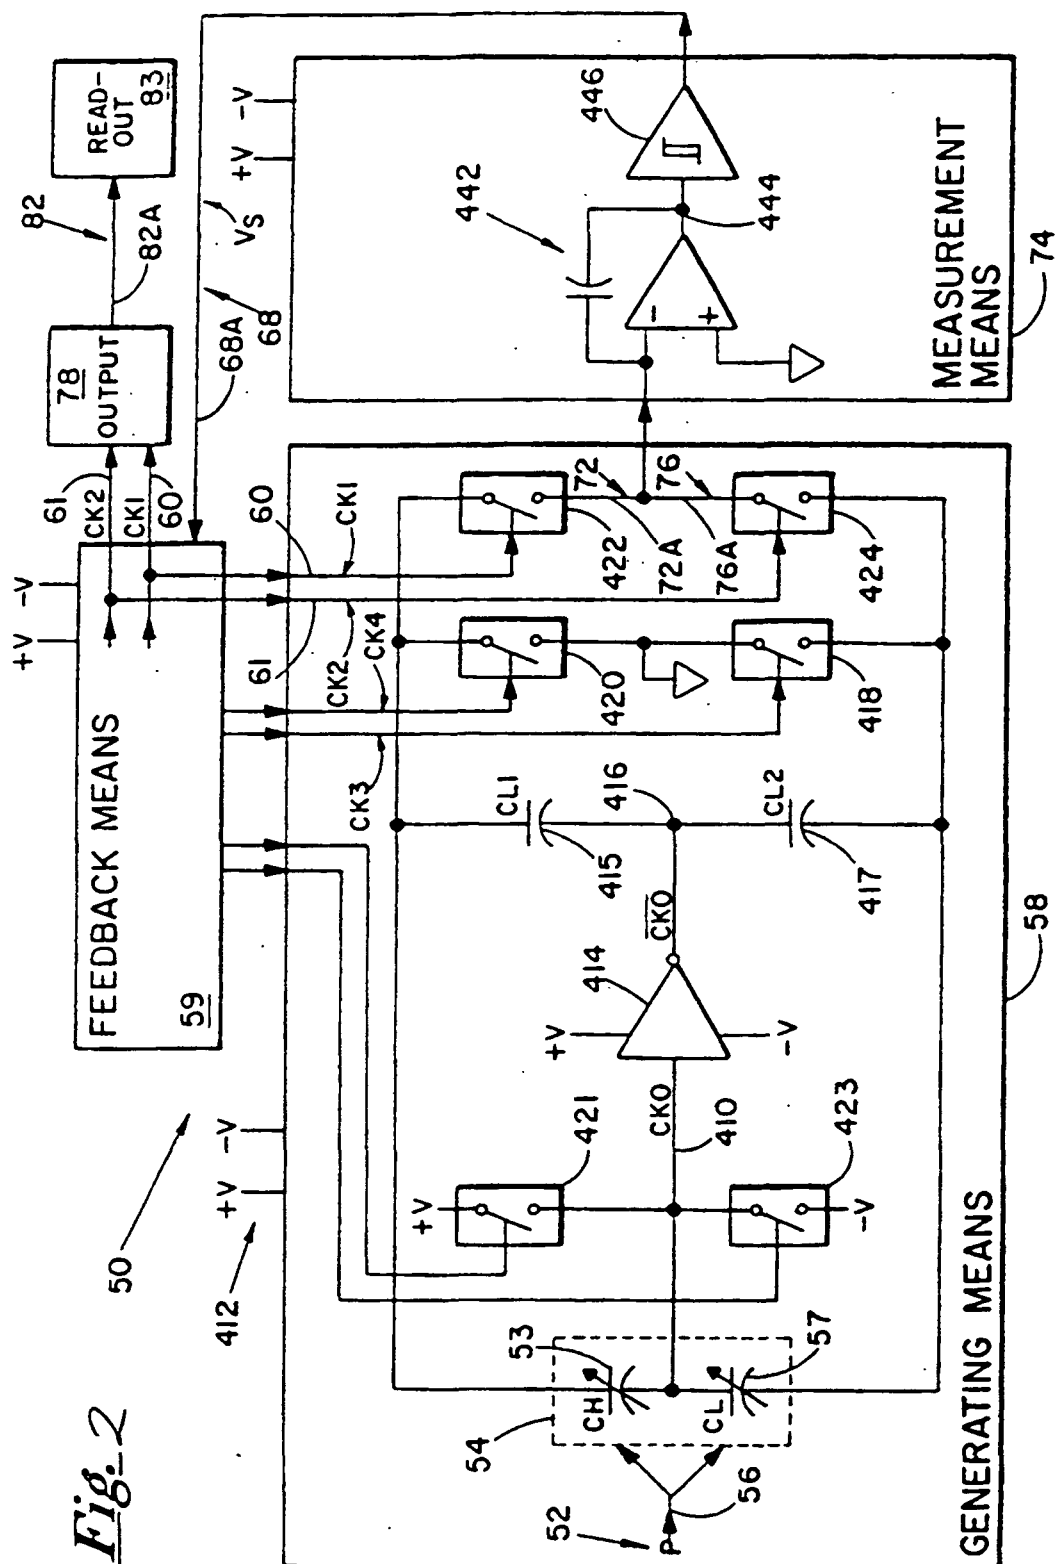 Fig. 2
50
412
+V
-V
FEEDBACK MEANS
59
+V
-V
61
CK2
CK1
60
78
OUTPUT
82
82A
READ-
OUT
83
68A
68
VS
+V
-V
442
446
444
-
+
MEASUREMENT
MEANS
74
60
CK1
61
CK2
CK4
CK3
420
422
72
72A
76
76A
418
424
CL1
415
416
CL2
417
CKO
414
+V
-V
CKO
410
+V
421
423
-V
53
54
CH
CL
57
52
P
56
GENERATING MEANS
58